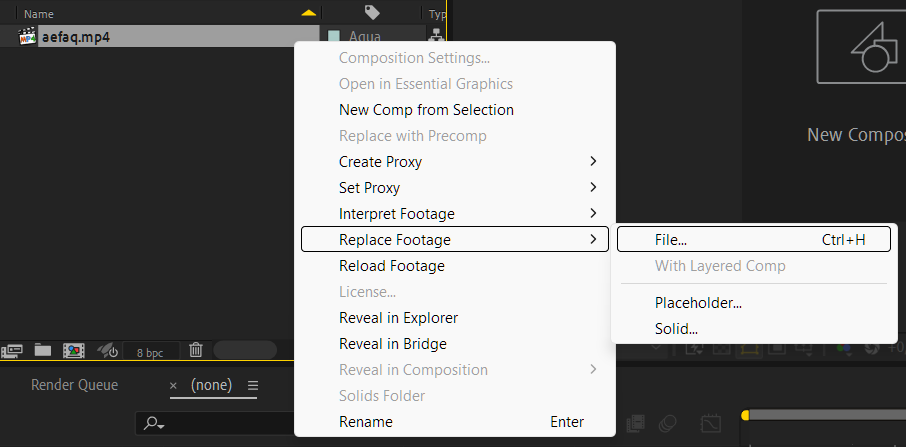 Name
Typ
aefaq.mp4
Aqua
Composition Settings...
Open in Essential Graphics
New Comp from Selection
Replace with Precomp
Create Proxy
Set Proxy
Interpret Footage
Replace Footage
File... Ctrl+H
Reload Footage
With Layered Comp
License...
Placeholder...
Reveal in Explorer
Solid...
Reveal in Bridge
Reveal in Composition
Solids Folder
Rename Enter
New Compos
8 bpc
Render Queue
× (none)